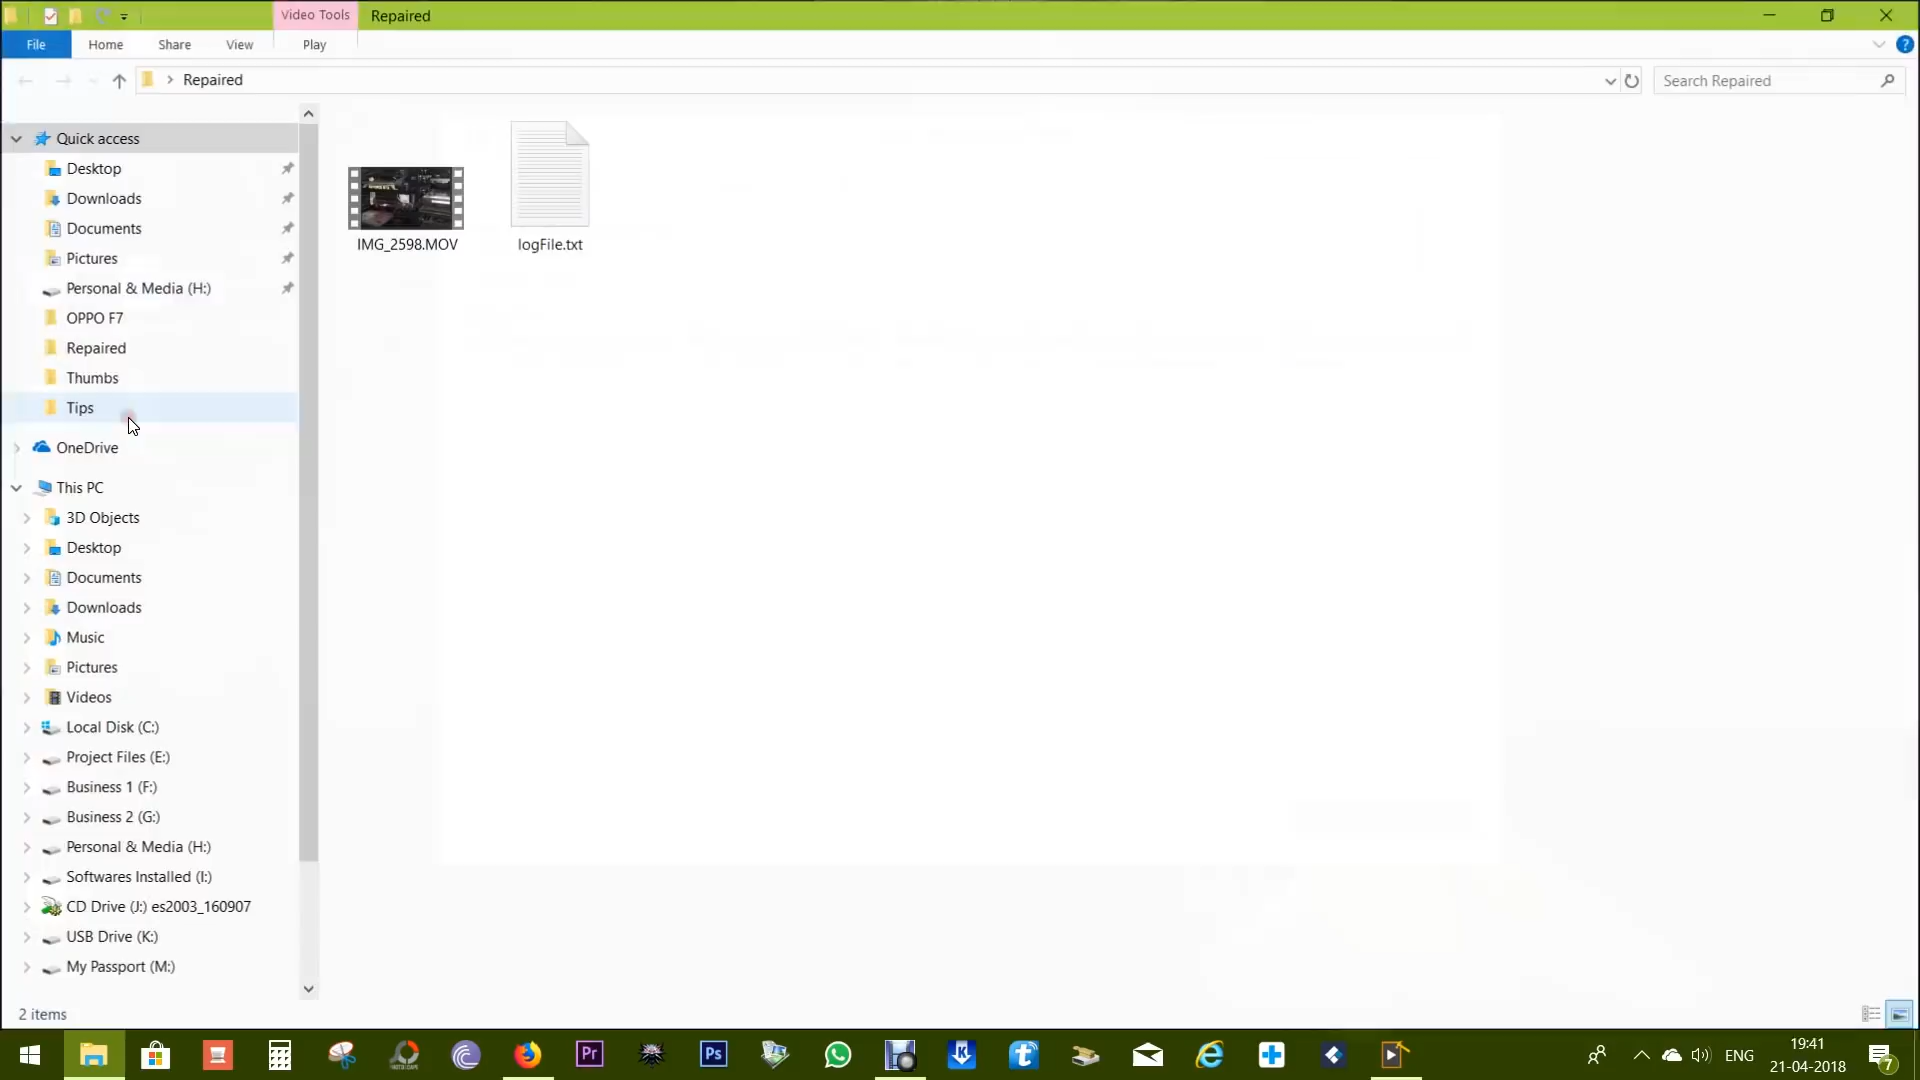 Video Tools
Repaired
File
Home
Share
View
Play
Repaired
Search Repaired
Quick access
Desktop
Downloads
Documents
Pictures
Personal & Media (H:)
OPPO F7
Repaired
Thumbs
Tips
OneDrive
This PC
3D Objects
Desktop
Documents
Downloads
Music
Pictures
Videos
Local Disk (C:)
Project Files (E:)
Business 1 (F:)
Business 2 (G:)
Personal & Media (H:)
Softwares Installed (I:)
CD Drive (J:) es2003_160907
USB Drive (K:)
My Passport (M:)
IMG_2598.MOV
logFile.txt
2 items
Pr
Ps
ENG
19:41
21-04-2018
7